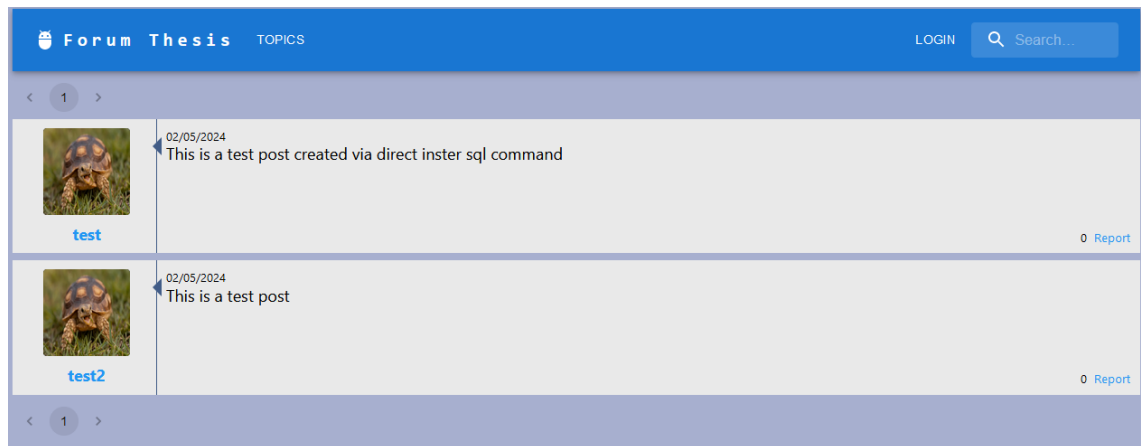 Forum Thesis TOPICS LOGIN Search...
< 1 >
02/05/2024
This is a test post created via direct inster sql command
test
0 Report
02/05/2024
This is a test post
test2
0 Report
< 1 >